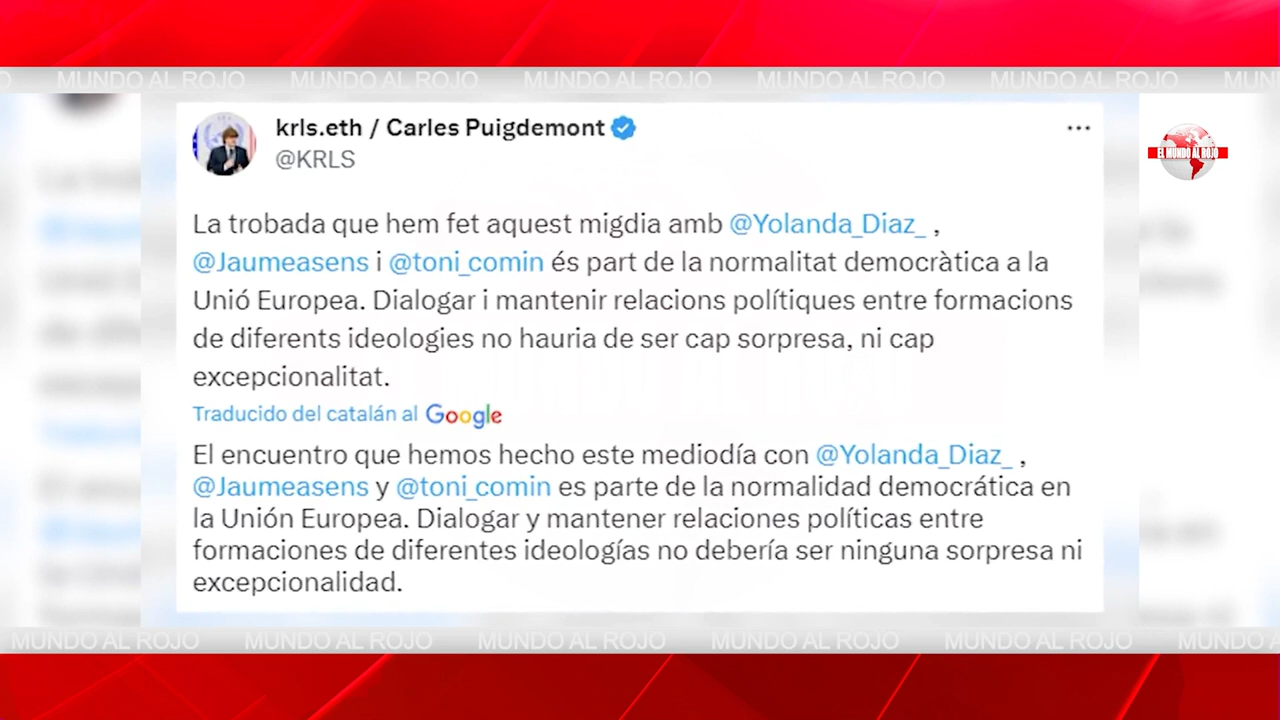 MUNDO AL ROJO MUNDO AL ROJO MUNDO AL ROJO MUNDO AL ROJO MUNDO AL ROJO
krls.eth / Carles Puigdemont
@KRLS
EL MUNDO AL ROJO
La trobada que hem fet aquest migdia amb @Yolanda_Diaz_ ,
@Jaumeasens i @toni_comin és part de la normalitat democràtica a la
Unió Europea. Dialogar i mantenir relacions polítiques entre formacions
de diferents ideologies no hauria de ser cap sorpresa, ni cap
excepcionalitat.
Traducido del catalán al Google
El encuentro que hemos hecho este mediodía con @Yolanda_Diaz_ ,
@Jaumeasens y @toni_comin es parte de la normalidad democrática en
la Unión Europea. Dialogar y mantener relaciones políticas entre
formaciones de diferentes ideologías no debería ser ninguna sorpresa ni
excepcionalidad.
MUNDO AL ROJO MUNDO AL ROJO MUNDO AL ROJO MUNDO AL ROJO MUNDO AL ROJO